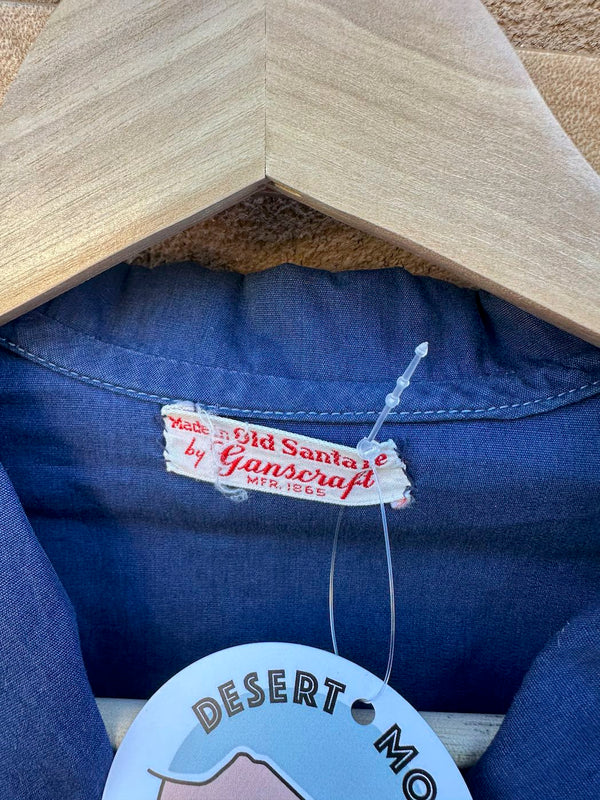 Made in Old Santa Fe
by Ganscraft
MFR. 1865
DESERT • MO